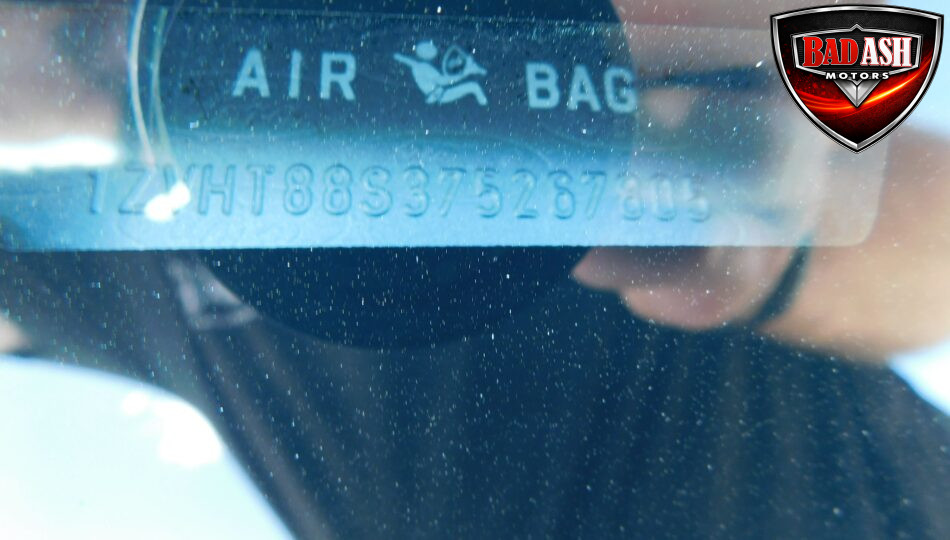 BAD ASH
MOTORS
AIR BAG
1ZVHT88S375267805